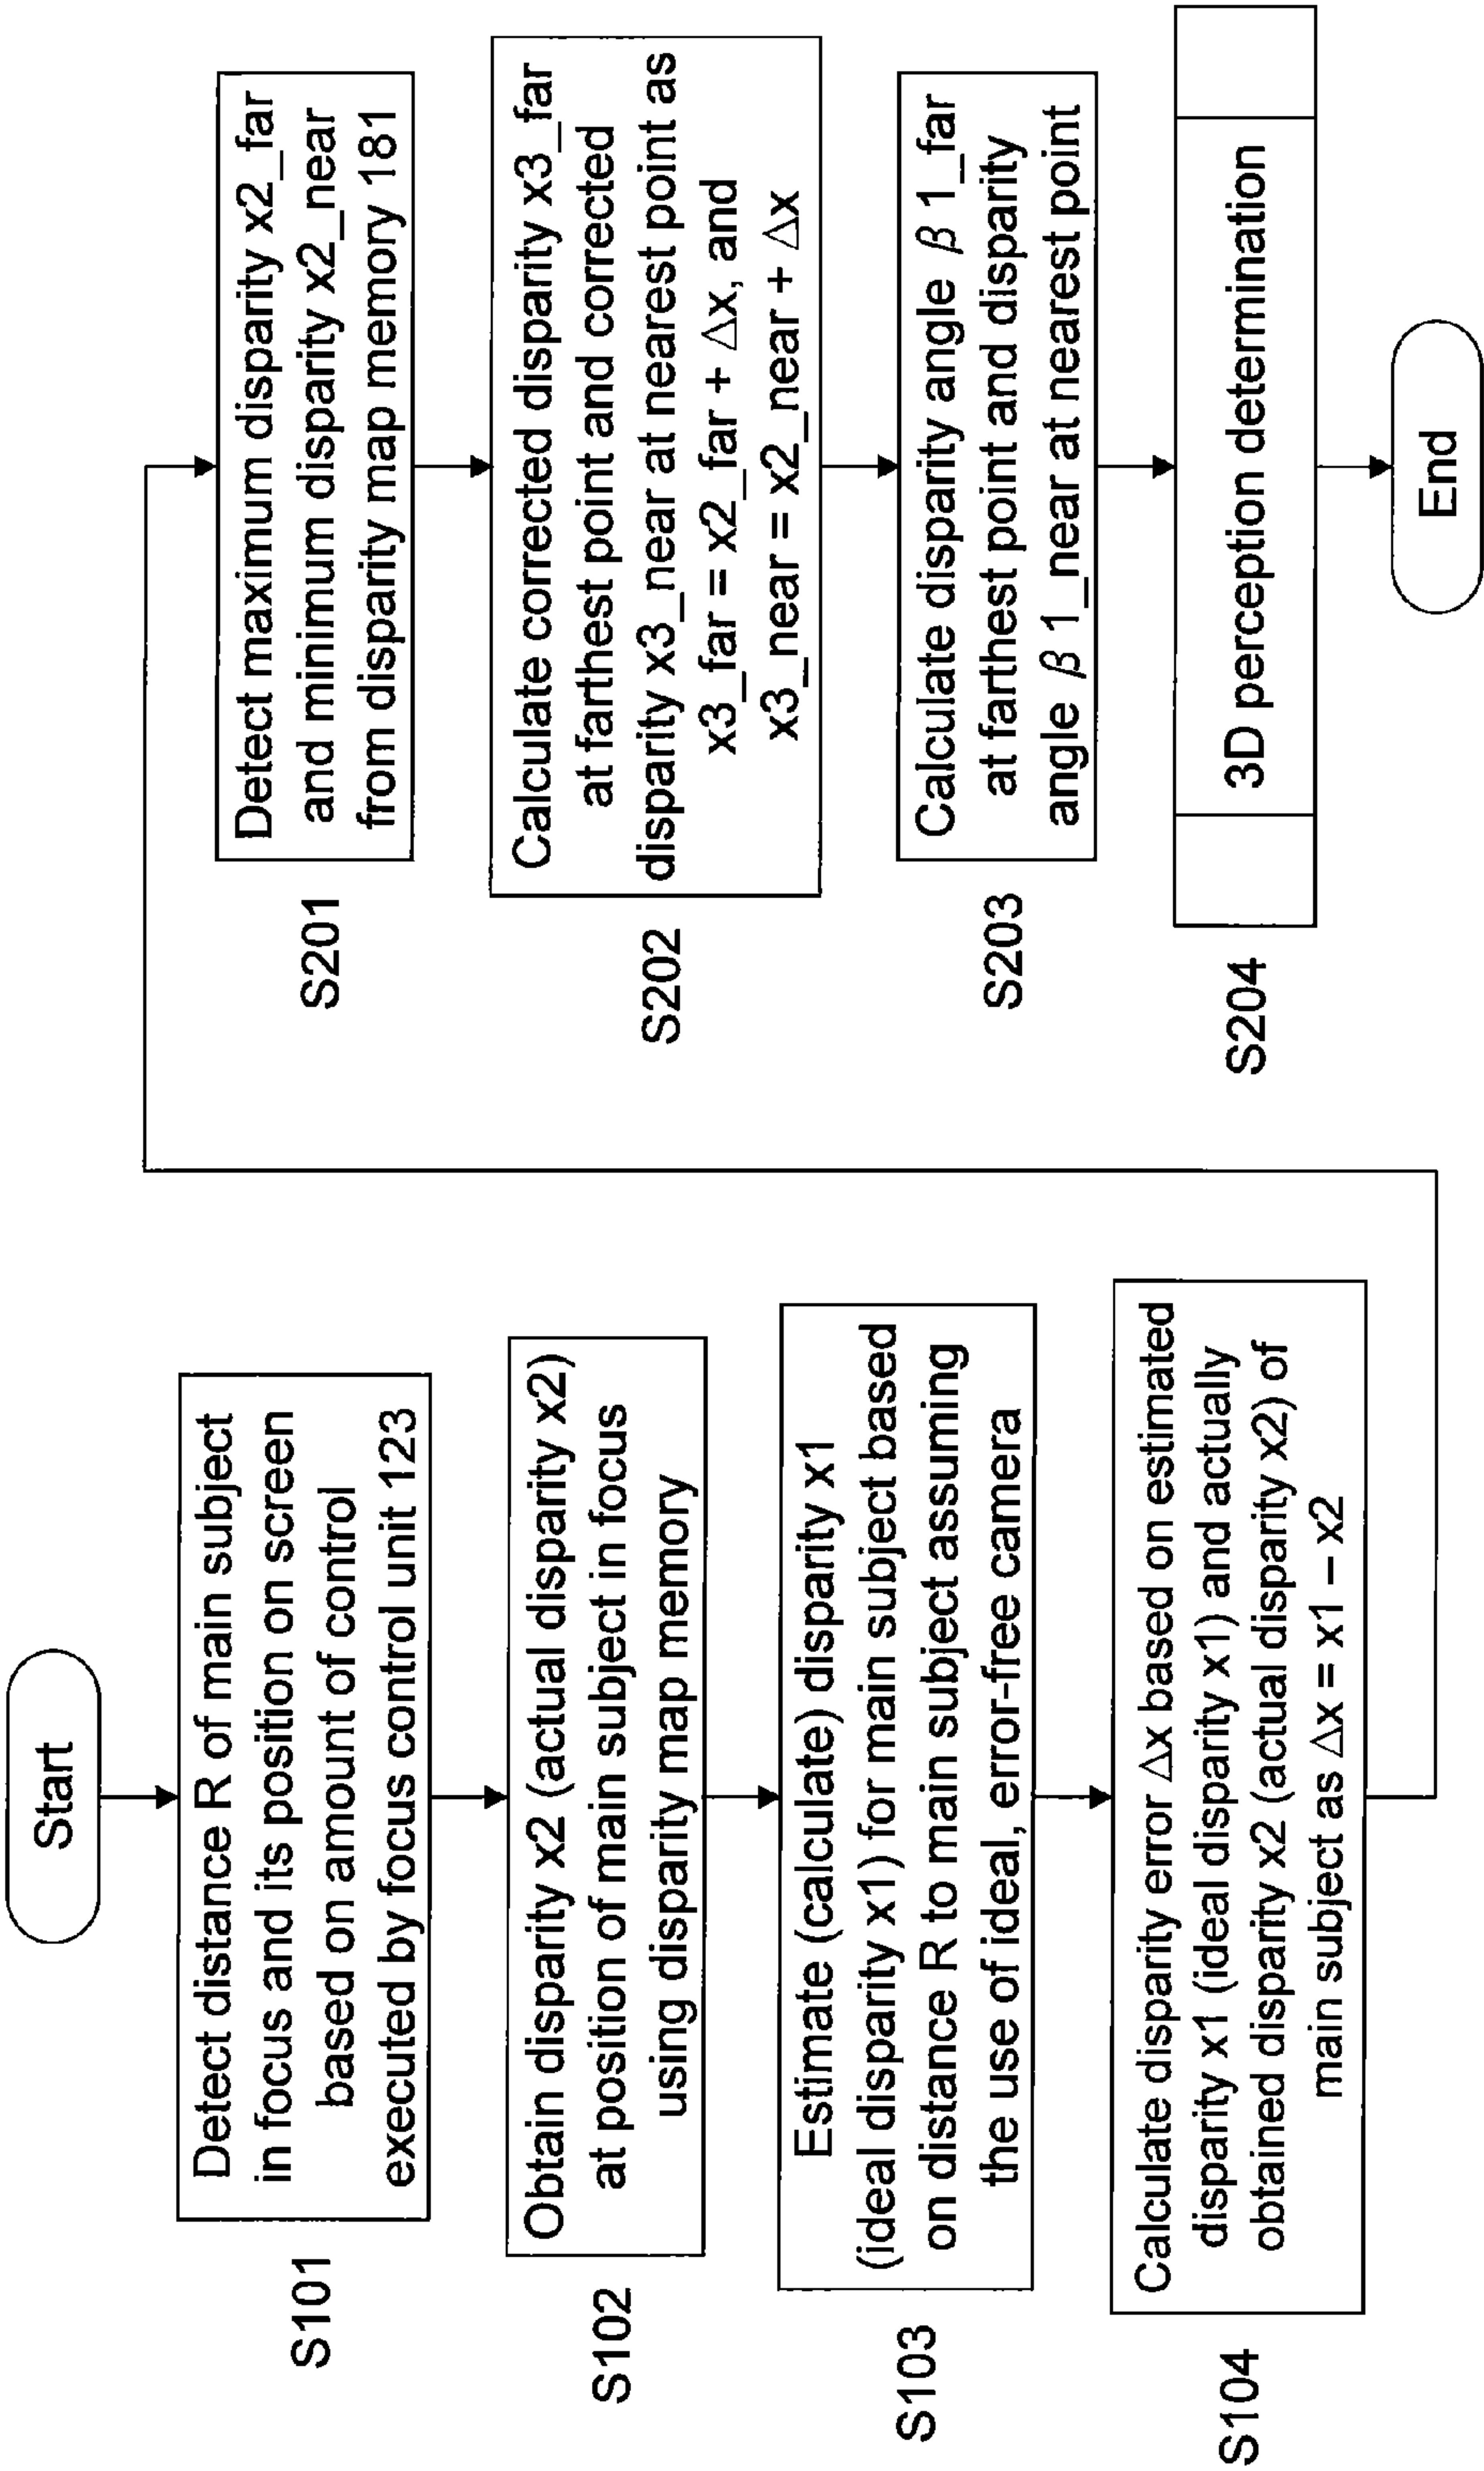 Start
S101
Detect distance R of main subject
in focus and its position on screen
based on amount of control
executed by focus control unit 123
S102
Obtain disparity x2 (actual disparity x2)
at position of main subject in focus
using disparity map memory
S103
Estimate (calculate) disparity x1
(ideal disparity x1) for main subject based
on distance R to main subject assuming
the use of ideal, error-free camera
S104
Calculate disparity error △x based on estimated
disparity x1 (ideal disparity x1) and actually
obtained disparity x2 (actual disparity x2) of
main subject as △x = x1 – x2
S201
Detect maximum disparity x2_far
and minimum disparity x2_near
from disparity map memory 181
S202
Calculate corrected disparity x3_far
at farthest point and corrected
disparity x3_near at nearest point as
x3_far = x2_far + △x, and
x3_near = x2_near + △x
S203
Calculate disparity angle β1_far
at farthest point and disparity
angle β1_near at nearest point
S204
3D perception determination
End